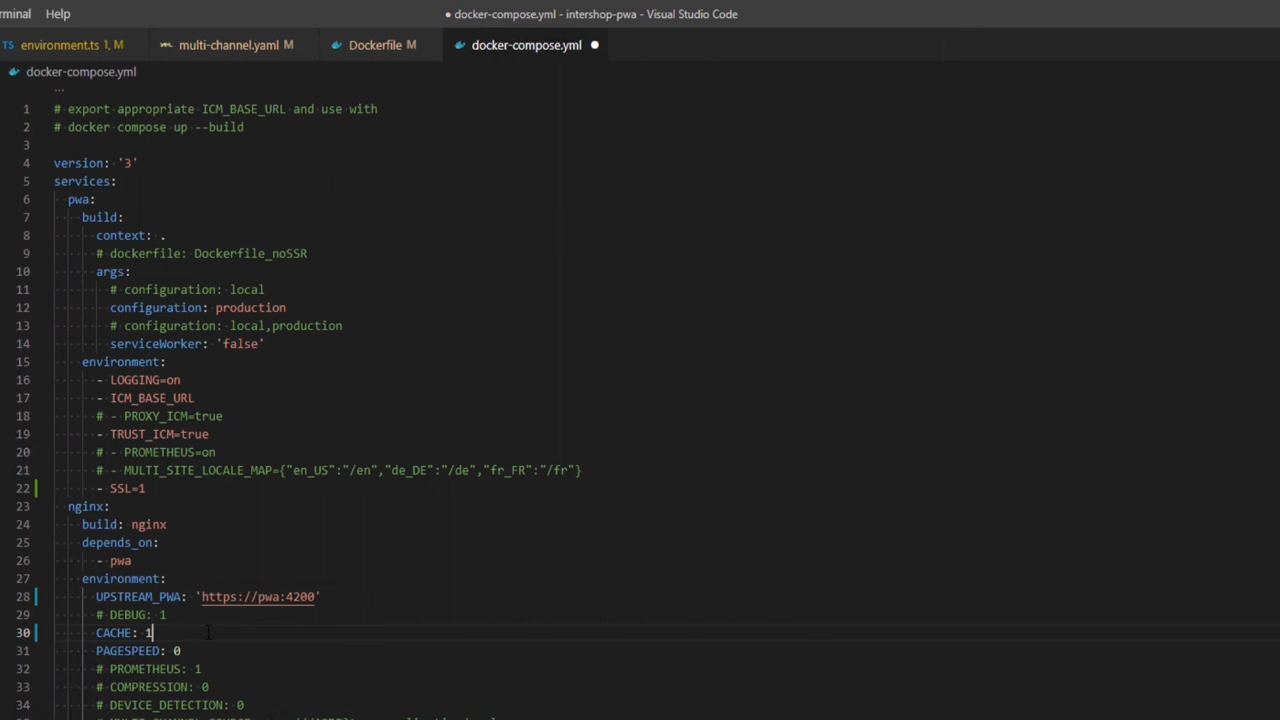 rminal Help
● docker-compose.yml - intershop-pwa - Visual Studio Code
TS environment.ts 1, M
multi-channel.yaml M
Dockerfile M
docker-compose.yml ●
docker-compose.yml
...
1 # export appropriate ICM_BASE_URL and use with
2 # docker compose up --build
3
4 version: '3'
5 services:
6 pwa:
7 build:
8 context: .
9 # dockerfile: Dockerfile_noSSR
10 args:
11 # configuration: local
12 configuration: production
13 # configuration: local,production
14 serviceWorker: 'false'
15 environment:
16 - LOGGING=on
17 - ICM_BASE_URL
18 # - PROXY_ICM=true
19 - TRUST_ICM=true
20 # - PROMETHEUS=on
21 # - MULTI_SITE_LOCALE_MAP={"en_US":"/en","de_DE":"/de","fr_FR":"/fr"}
22 - SSL=1
23 nginx:
24 build: nginx
25 depends_on:
26 - pwa
27 environment:
28 UPSTREAM_PWA: 'https://pwa:4200'
29 # DEBUG: 1
30 CACHE: 1
31 PAGESPEED: 0
32 # PROMETHEUS: 1
33 # COMPRESSION: 0
34 # DEVICE_DETECTION: 0